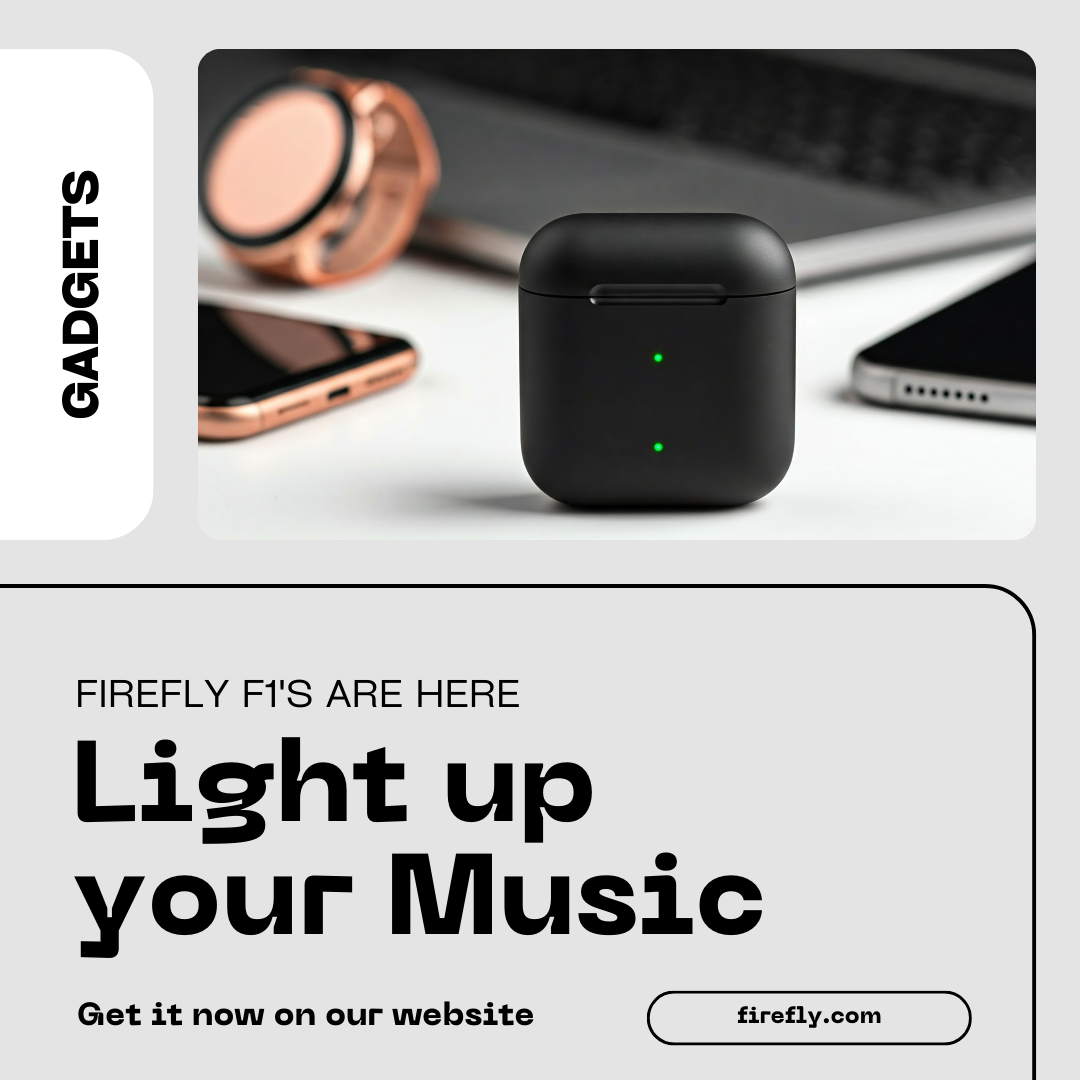 GADGETS
FIREFLY F1'S ARE HERE
Light up
your Music
Get it now on our website
firefly.com